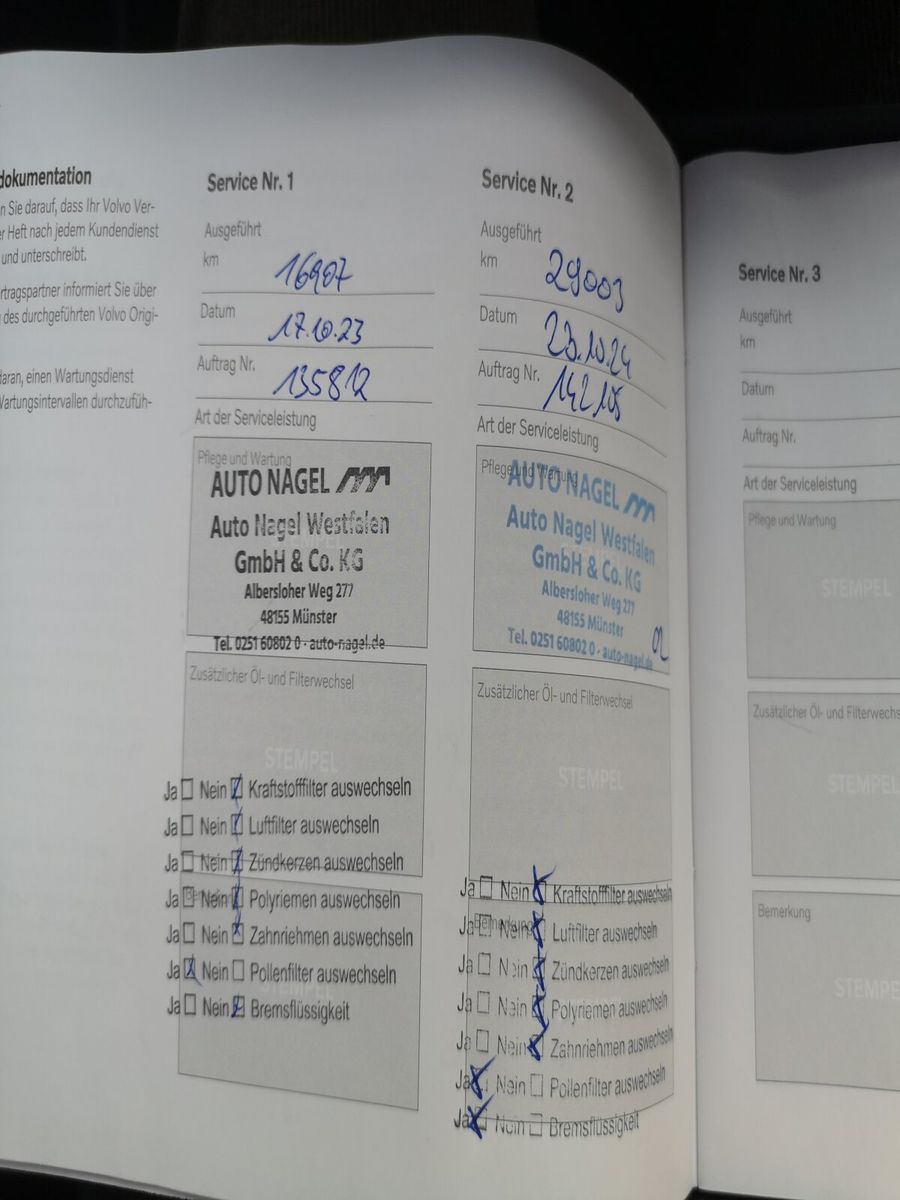 dokumentation
n Sie darauf, dass Ihr Volvo Ver-
r Heft nach jedem Kundendienst
und unterschreibt.
rtragspartner informiert Sie über
des durchgeführten Volvo Origi-
daran, einen Wartungsdienst
Wartungsintervallen durchzufüh-
Service Nr. 1
Ausgeführt
km 16907
Datum 17.10.23
Auftrag Nr. 135812
Art der Serviceleistung
Pflege und Wartung
AUTO NAGEL
Auto Nagel Westfalen
GmbH & Co. KG
Albersloher Weg 277
48155 Münster
Tel. 0251 60802 0 · auto-nagel.de
Zusätzlicher Öl- und Filterwechsel
STEMPEL
Ja Nein Kraftstofffilter auswechseln
Ja Nein Luftfilter auswechseln
Ja Nein Zündkerzen auswechseln
Ja Nein Polyriemen auswechseln
Ja Nein Zahnriehmen auswechseln
Ja Nein Pollenfilter auswechseln
STEMPEL
Ja Nein Bremsflüssigkeit
Service Nr. 2
Ausgeführt
km 29003
Datum 23.10.24
Auftrag Nr.
Art der Serviceleistung
Pflege und Wartung
AUTO NAGEL
Auto Nagel Westfalen
GmbH & Co. KG
Albersloher Weg 277
48155 Münster
Tel. 0251 60802 0 · auto-nagel.de
Zusätzlicher Öl- und Filterwechsel
STEMPEL
Ja Nein Kraftstofffilter auswechseln
Bemerkung
Ja Nein Luftfilter auswechseln
Ja Nein Zündkerzen auswechseln
Ja Nein Polyriemen auswechseln
Ja Nein Zahnriehmen auswechseln
Ja Nein Pollenfilter auswechseln
Ja Nein Bremsflüssigkeit
Service Nr. 3
Ausgeführt
km
Datum
Auftrag Nr.
Art der Serviceleistung
Pflege und Wartung
STEMPEL
Zusätzlicher Öl- und Filterwechs
STEMPEL
Bemerkung
STEMPE